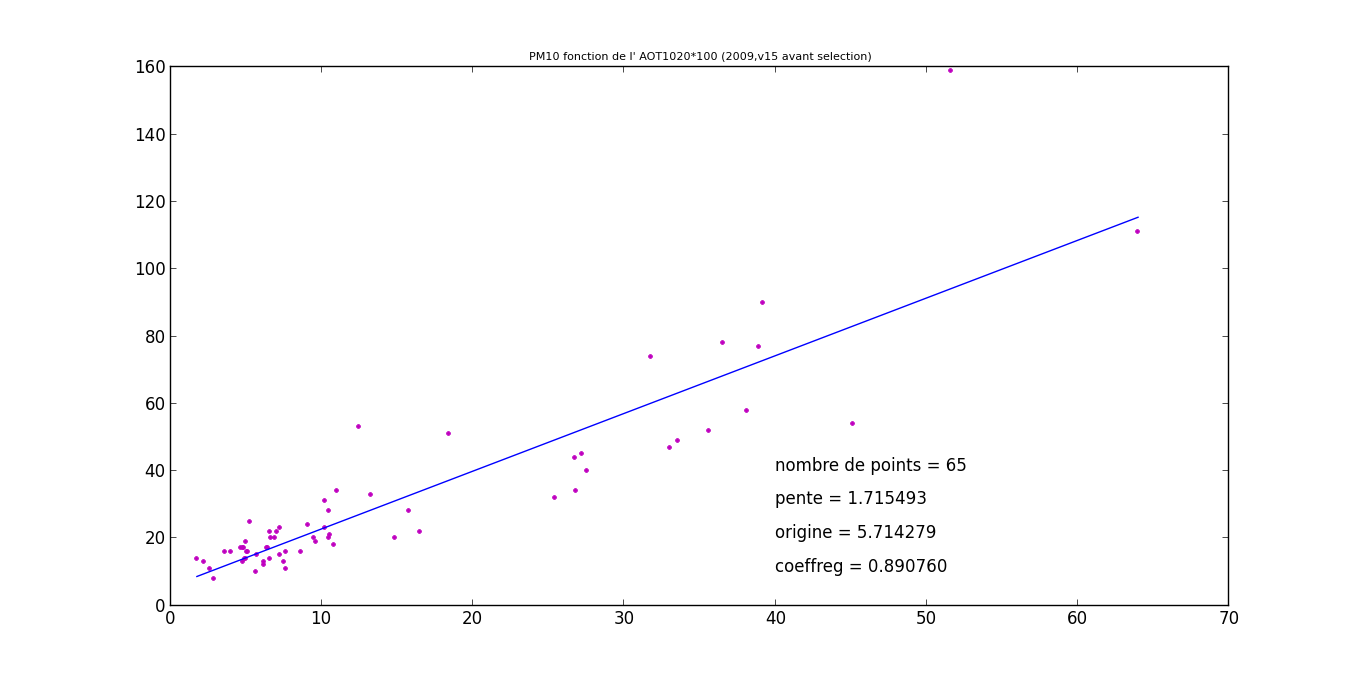 PM10 fonction de l' AOT1020*100 (2009,v15 avant selection)
160
140
120
100
80
60
40
20
0
nombre de points = 65
pente = 1.715493
origine = 5.714279
coeffreg = 0.890760
0 10 20 30 40 50 60 70